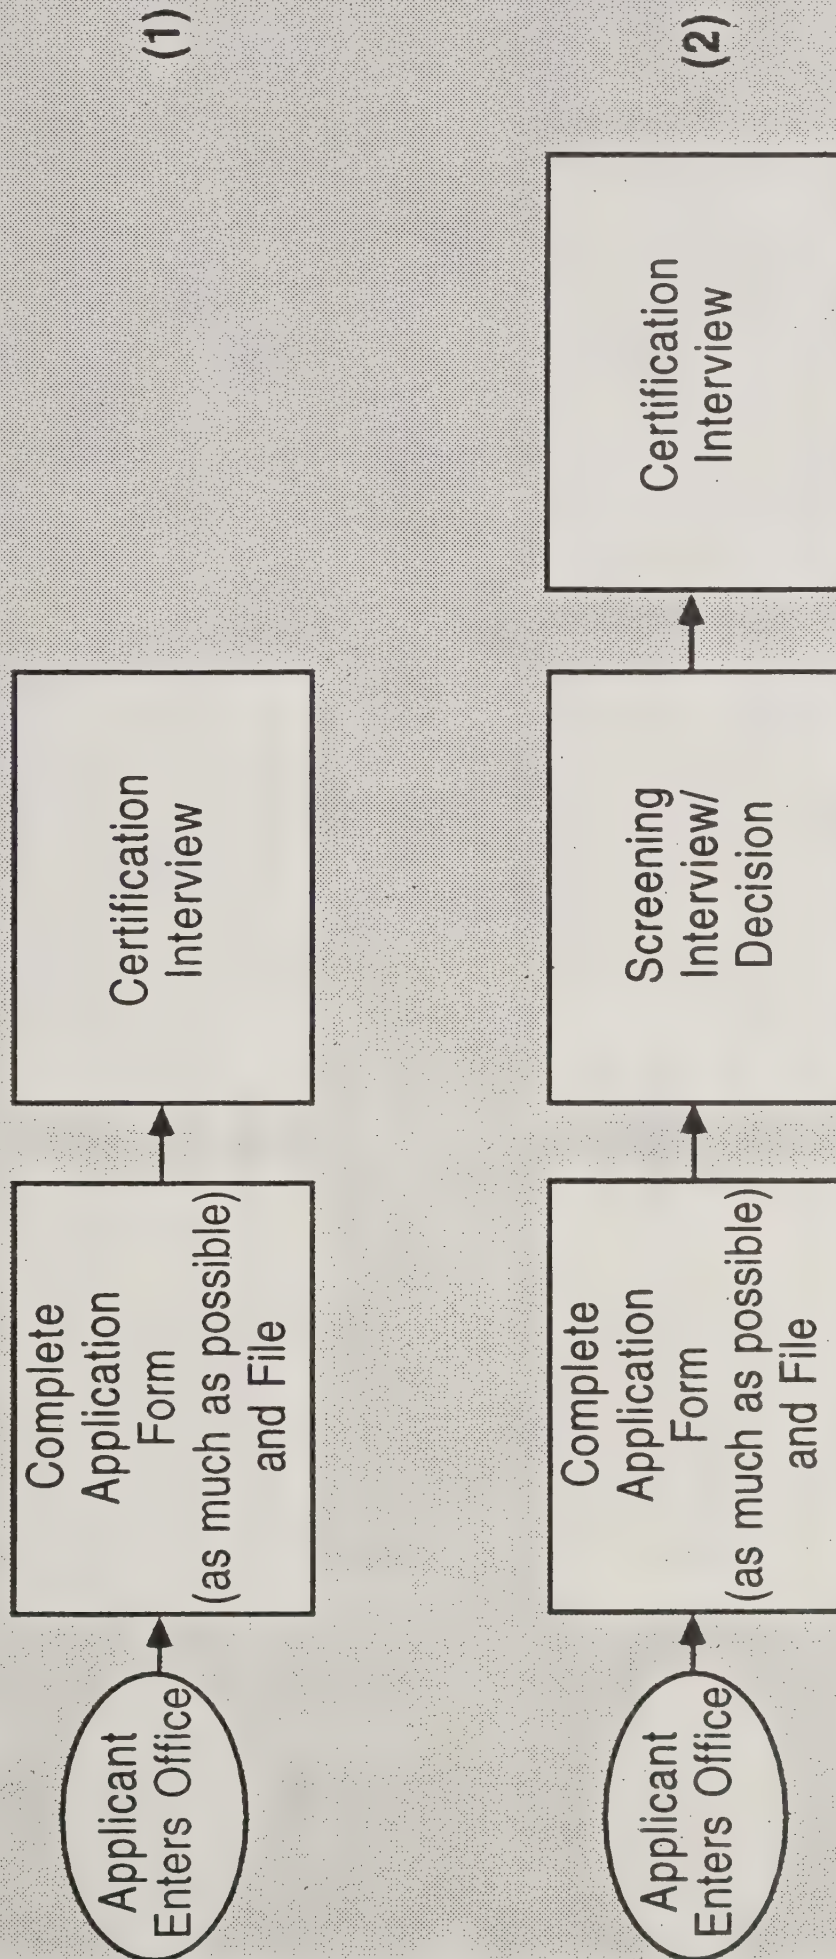 Applicant
Enters Office
Complete
Application
Form
(as much as possible)
and File
Certification
Interview
(1)
Applicant
Enters Office
Complete
Application
Form
(as much as possible)
and File
Screening
Interview/
Decision
Certification
Interview
(2)